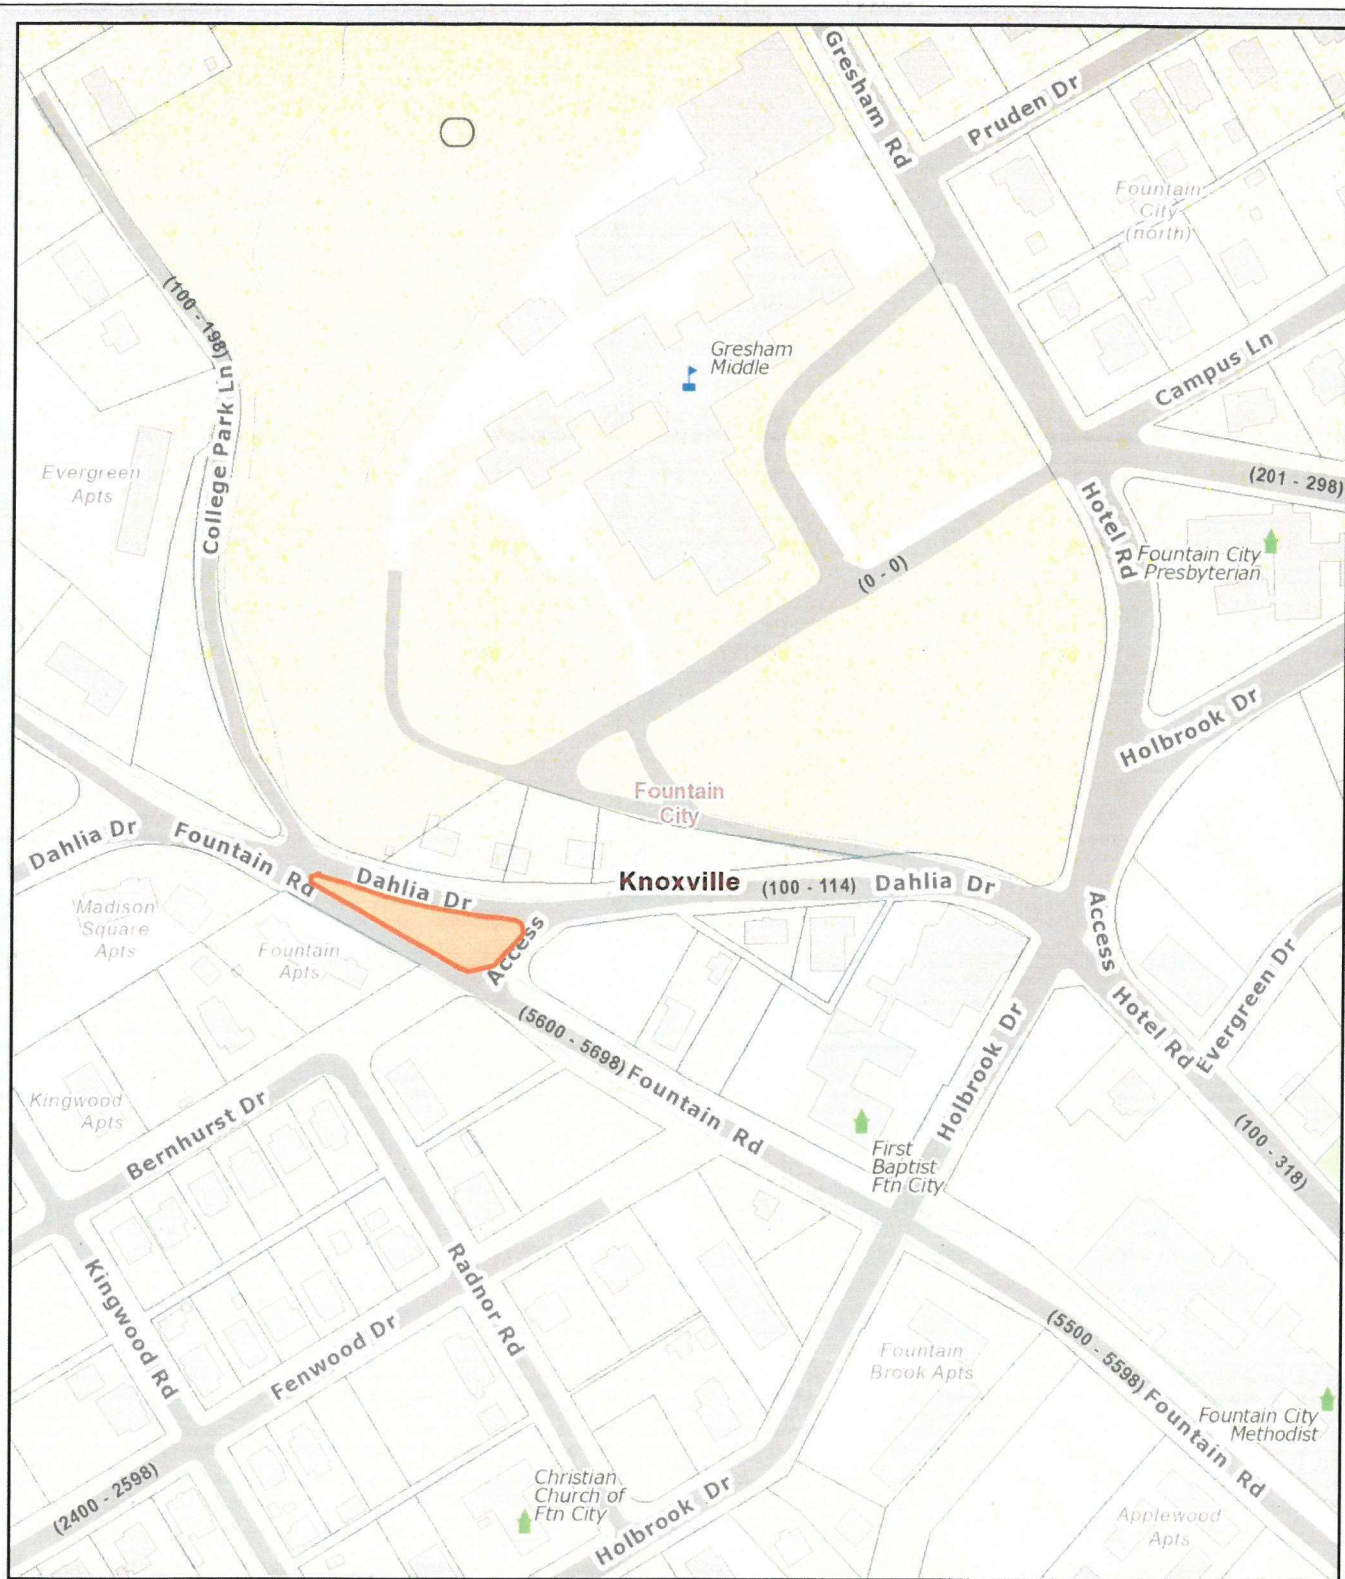 Gresham Rd
Pruden Dr
Fountain
City
(north)
(100 - 198)
College Park Ln
Gresham
Middle
Campus Ln
(201 - 298)
Evergreen
Apts
Hotel Rd
Fountain City
Presbyterian
(0 - 0)
Holbrook Dr
Fountain
City
Dahlia Dr
Fountain Rd
Dahlia Dr
Knoxville
(100 - 114)
Dahlia Dr
Madison
Square
Apts
Fountain
Apts
Access
Access
Hotel Rd
Evergreen Dr
(5600 - 5698)
Fountain Rd
Holbrook Dr
Kingwood
Apts
Bernhurst Dr
First
Baptist
Ftn City
(100 - 318)
Kingwood Rd
Radnor Rd
Fenwood Dr
Fountain
Brook Apts
(5500 - 5598)
Fountain Rd
Fountain City
Methodist
(2400 - 2598)
Christian
Church of
Ftn City
Holbrook Dr
Applewood
Apts